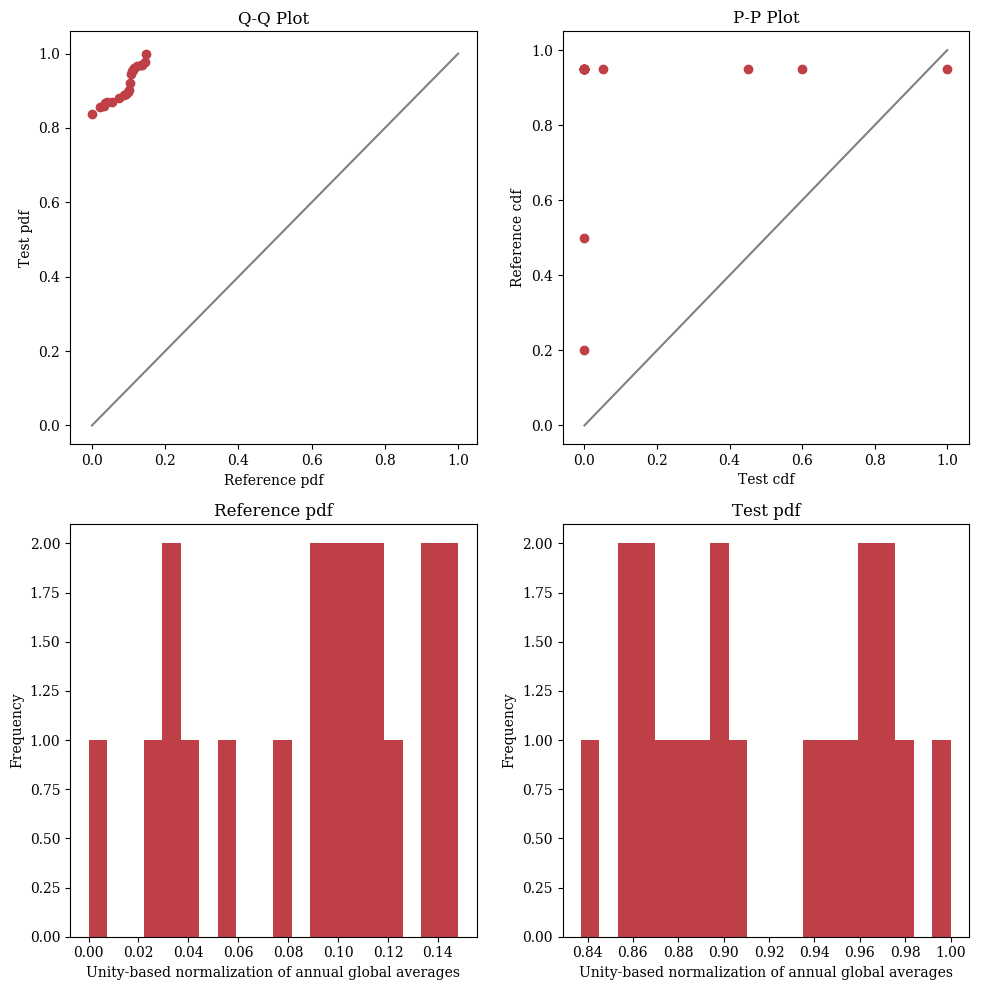 Q-Q Plot
1.0
0.8
0.6
0.4
0.2
0.0
Test pdf
0.0 0.2 0.4 0.6 0.8 1.0
Reference pdf
P-P Plot
1.0
0.8
0.6
0.4
0.2
0.0
Reference cdf
0.0 0.2 0.4 0.6 0.8 1.0
Test cdf
Reference pdf
2.00
1.75
1.50
1.25
1.00
0.75
0.50
0.25
0.00
Frequency
0.00 0.02 0.04 0.06 0.08 0.10 0.12 0.14
Unity-based normalization of annual global averages
Test pdf
2.00
1.75
1.50
1.25
1.00
0.75
0.50
0.25
0.00
Frequency
0.84 0.86 0.88 0.90 0.92 0.94 0.96 0.98 1.00
Unity-based normalization of annual global averages